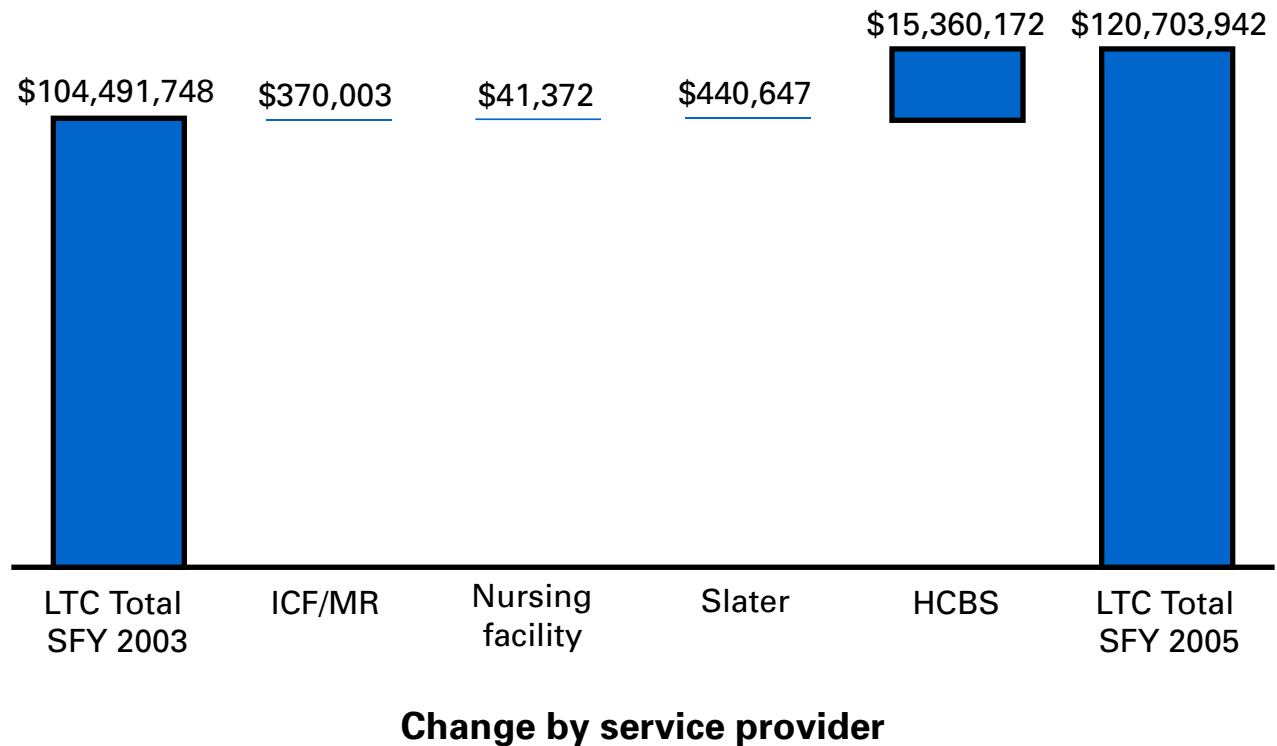 $15,360,172 $120,703,942
$104,491,748 $370,003 $41,372 $440,647
LTC Total
SFY 2003
ICF/MR
Nursing
facility
Slater
HCBS
LTC Total
SFY 2005
Change by service provider